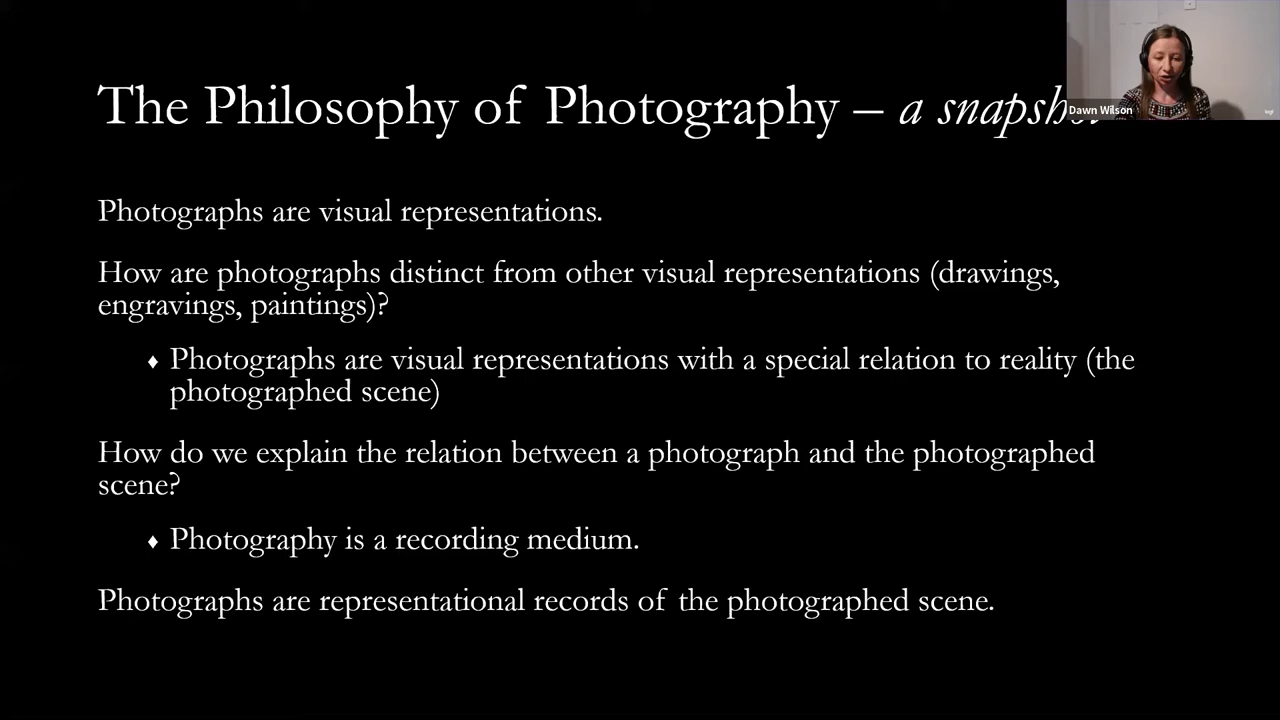 The Philosophy of Photography – a
Dawn Wilson
Photographs are visual representations.
How are photographs distinct from other visual representations (drawings,
engravings, paintings)?
♦ Photographs are visual representations with a special relation to reality (the
photographed scene)
How do we explain the relation between a photograph and the photographed
scene?
♦ Photography is a recording medium.
Photographs are representational records of the photographed scene.